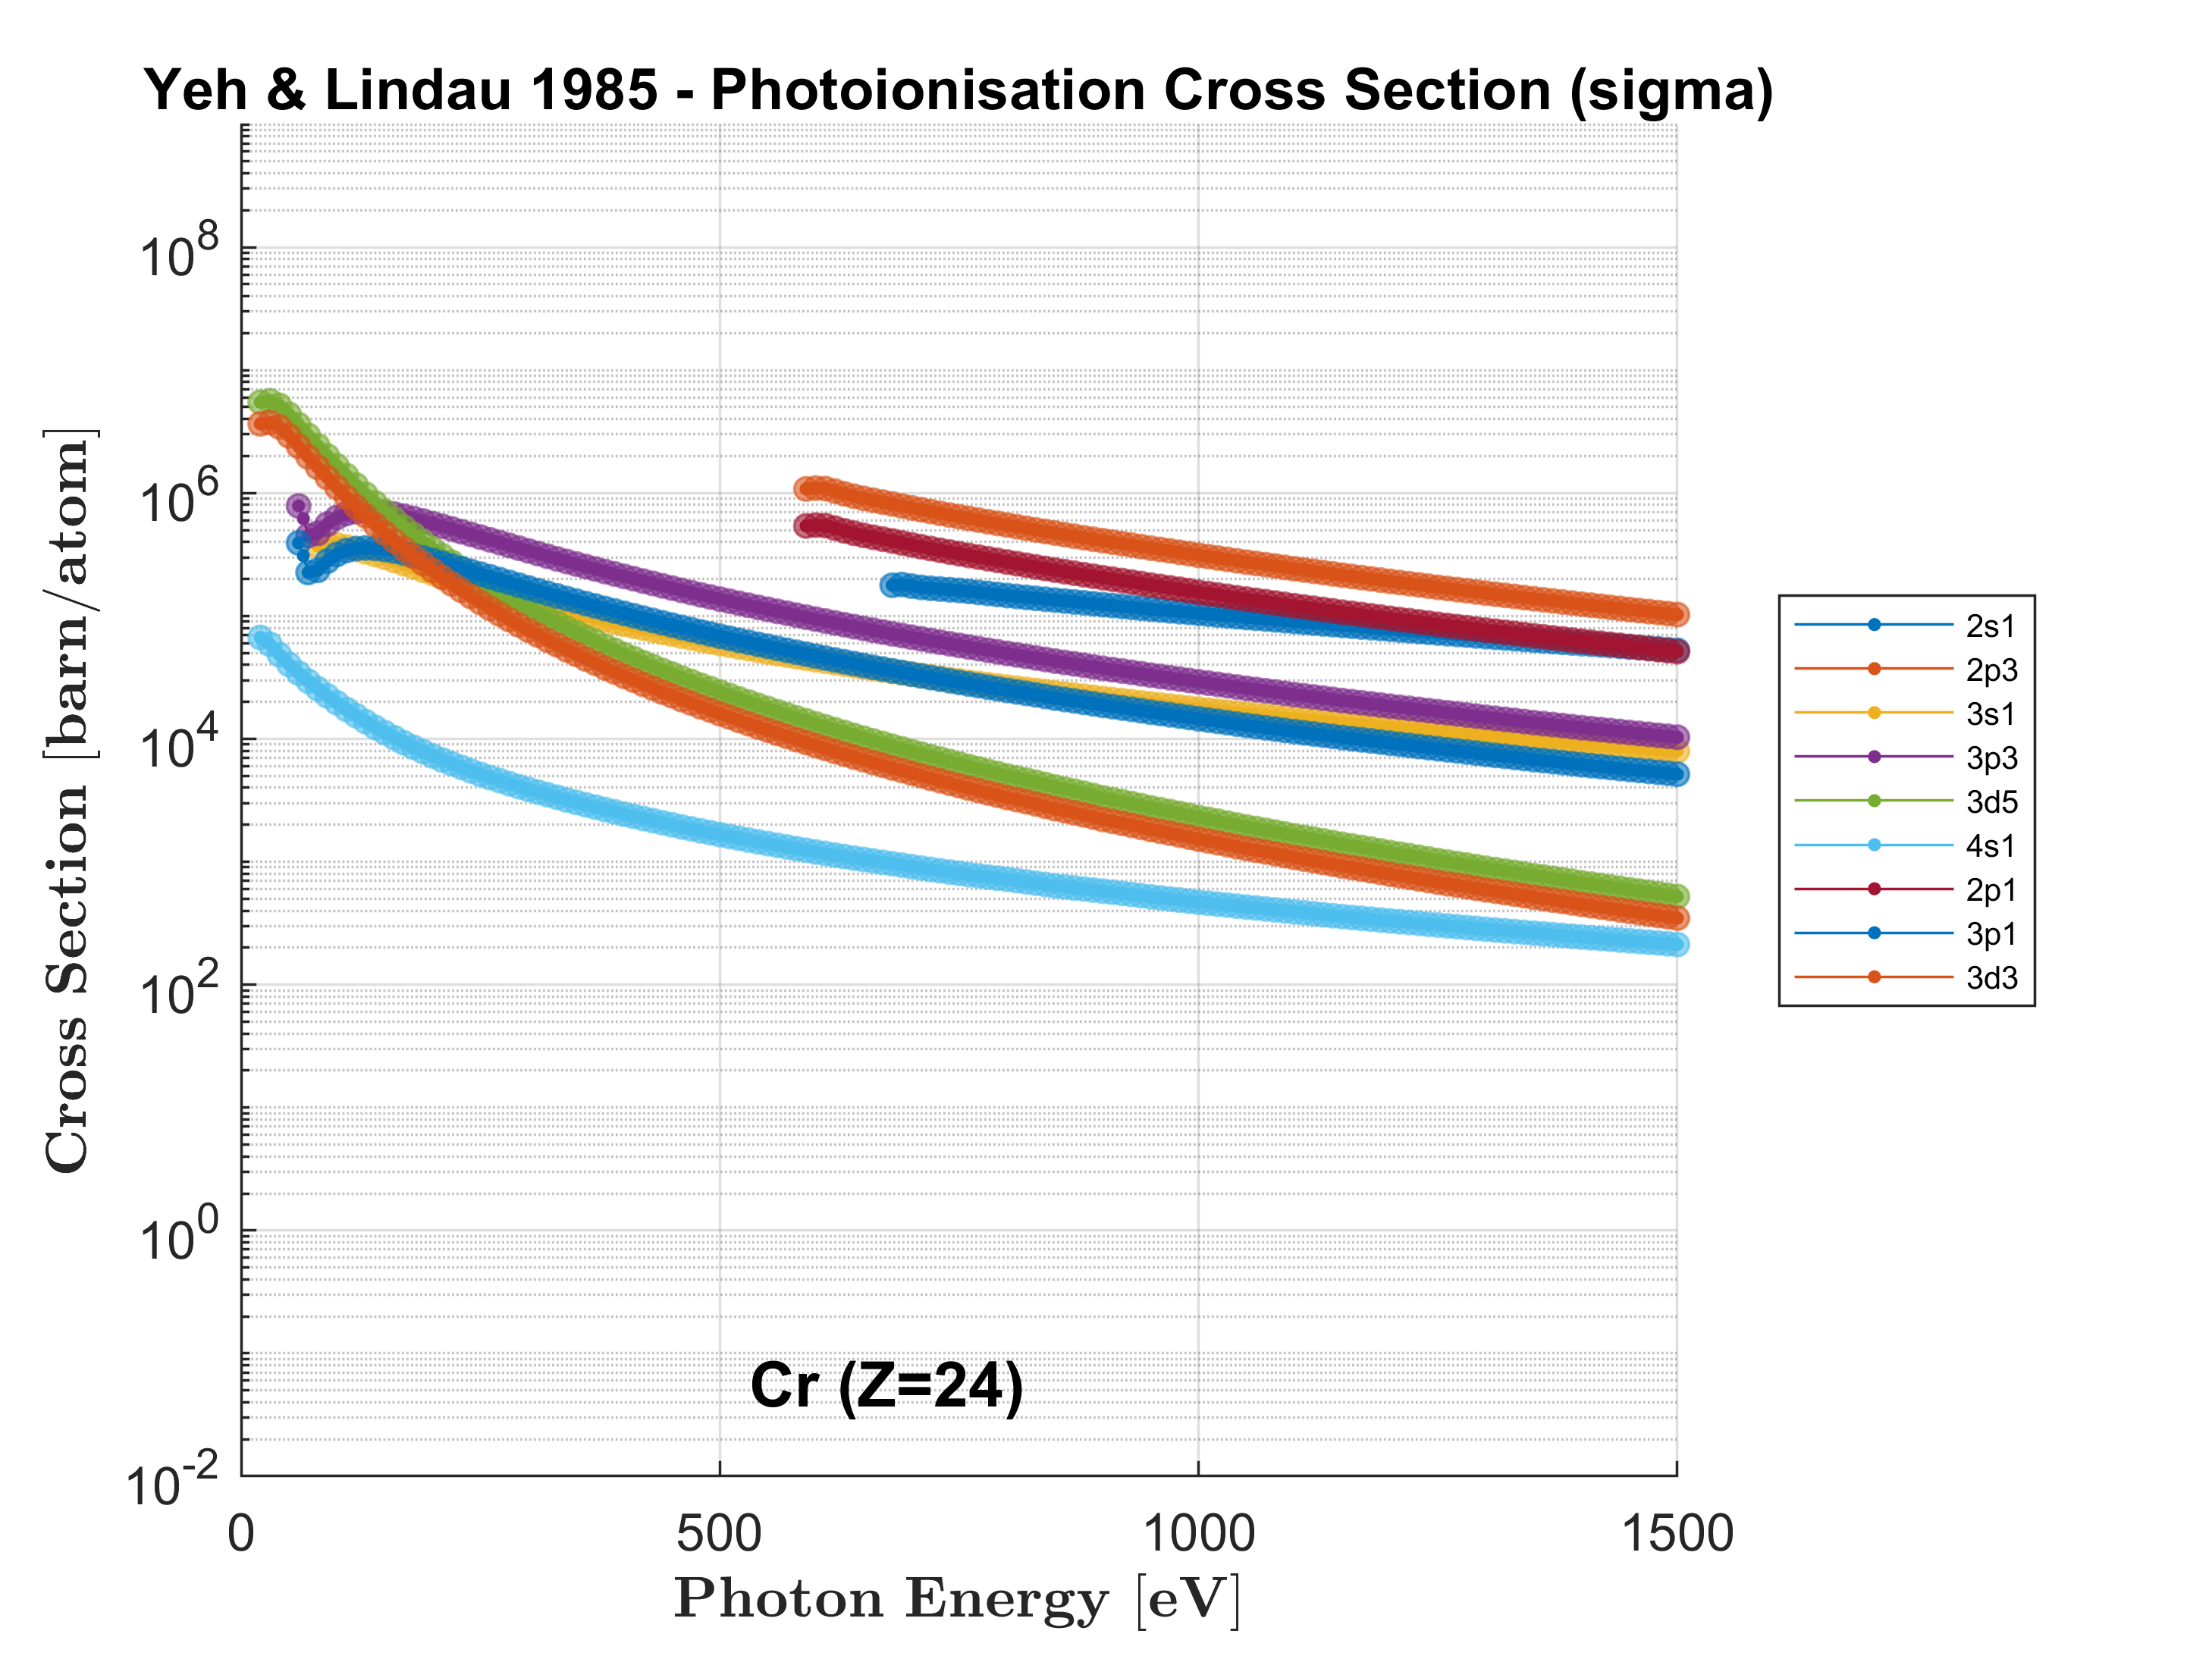 Yeh & Lindau 1985 - Photoionisation Cross Section (sigma)
Cross Section [barn/atom]
10^8
10^6
10^4
10^2
10^0
10^-2
0 500 1000 1500
Photon Energy [eV]
Cr (Z=24)
2s1
2p3
3s1
3p3
3d5
4s1
2p1
3p1
3d3